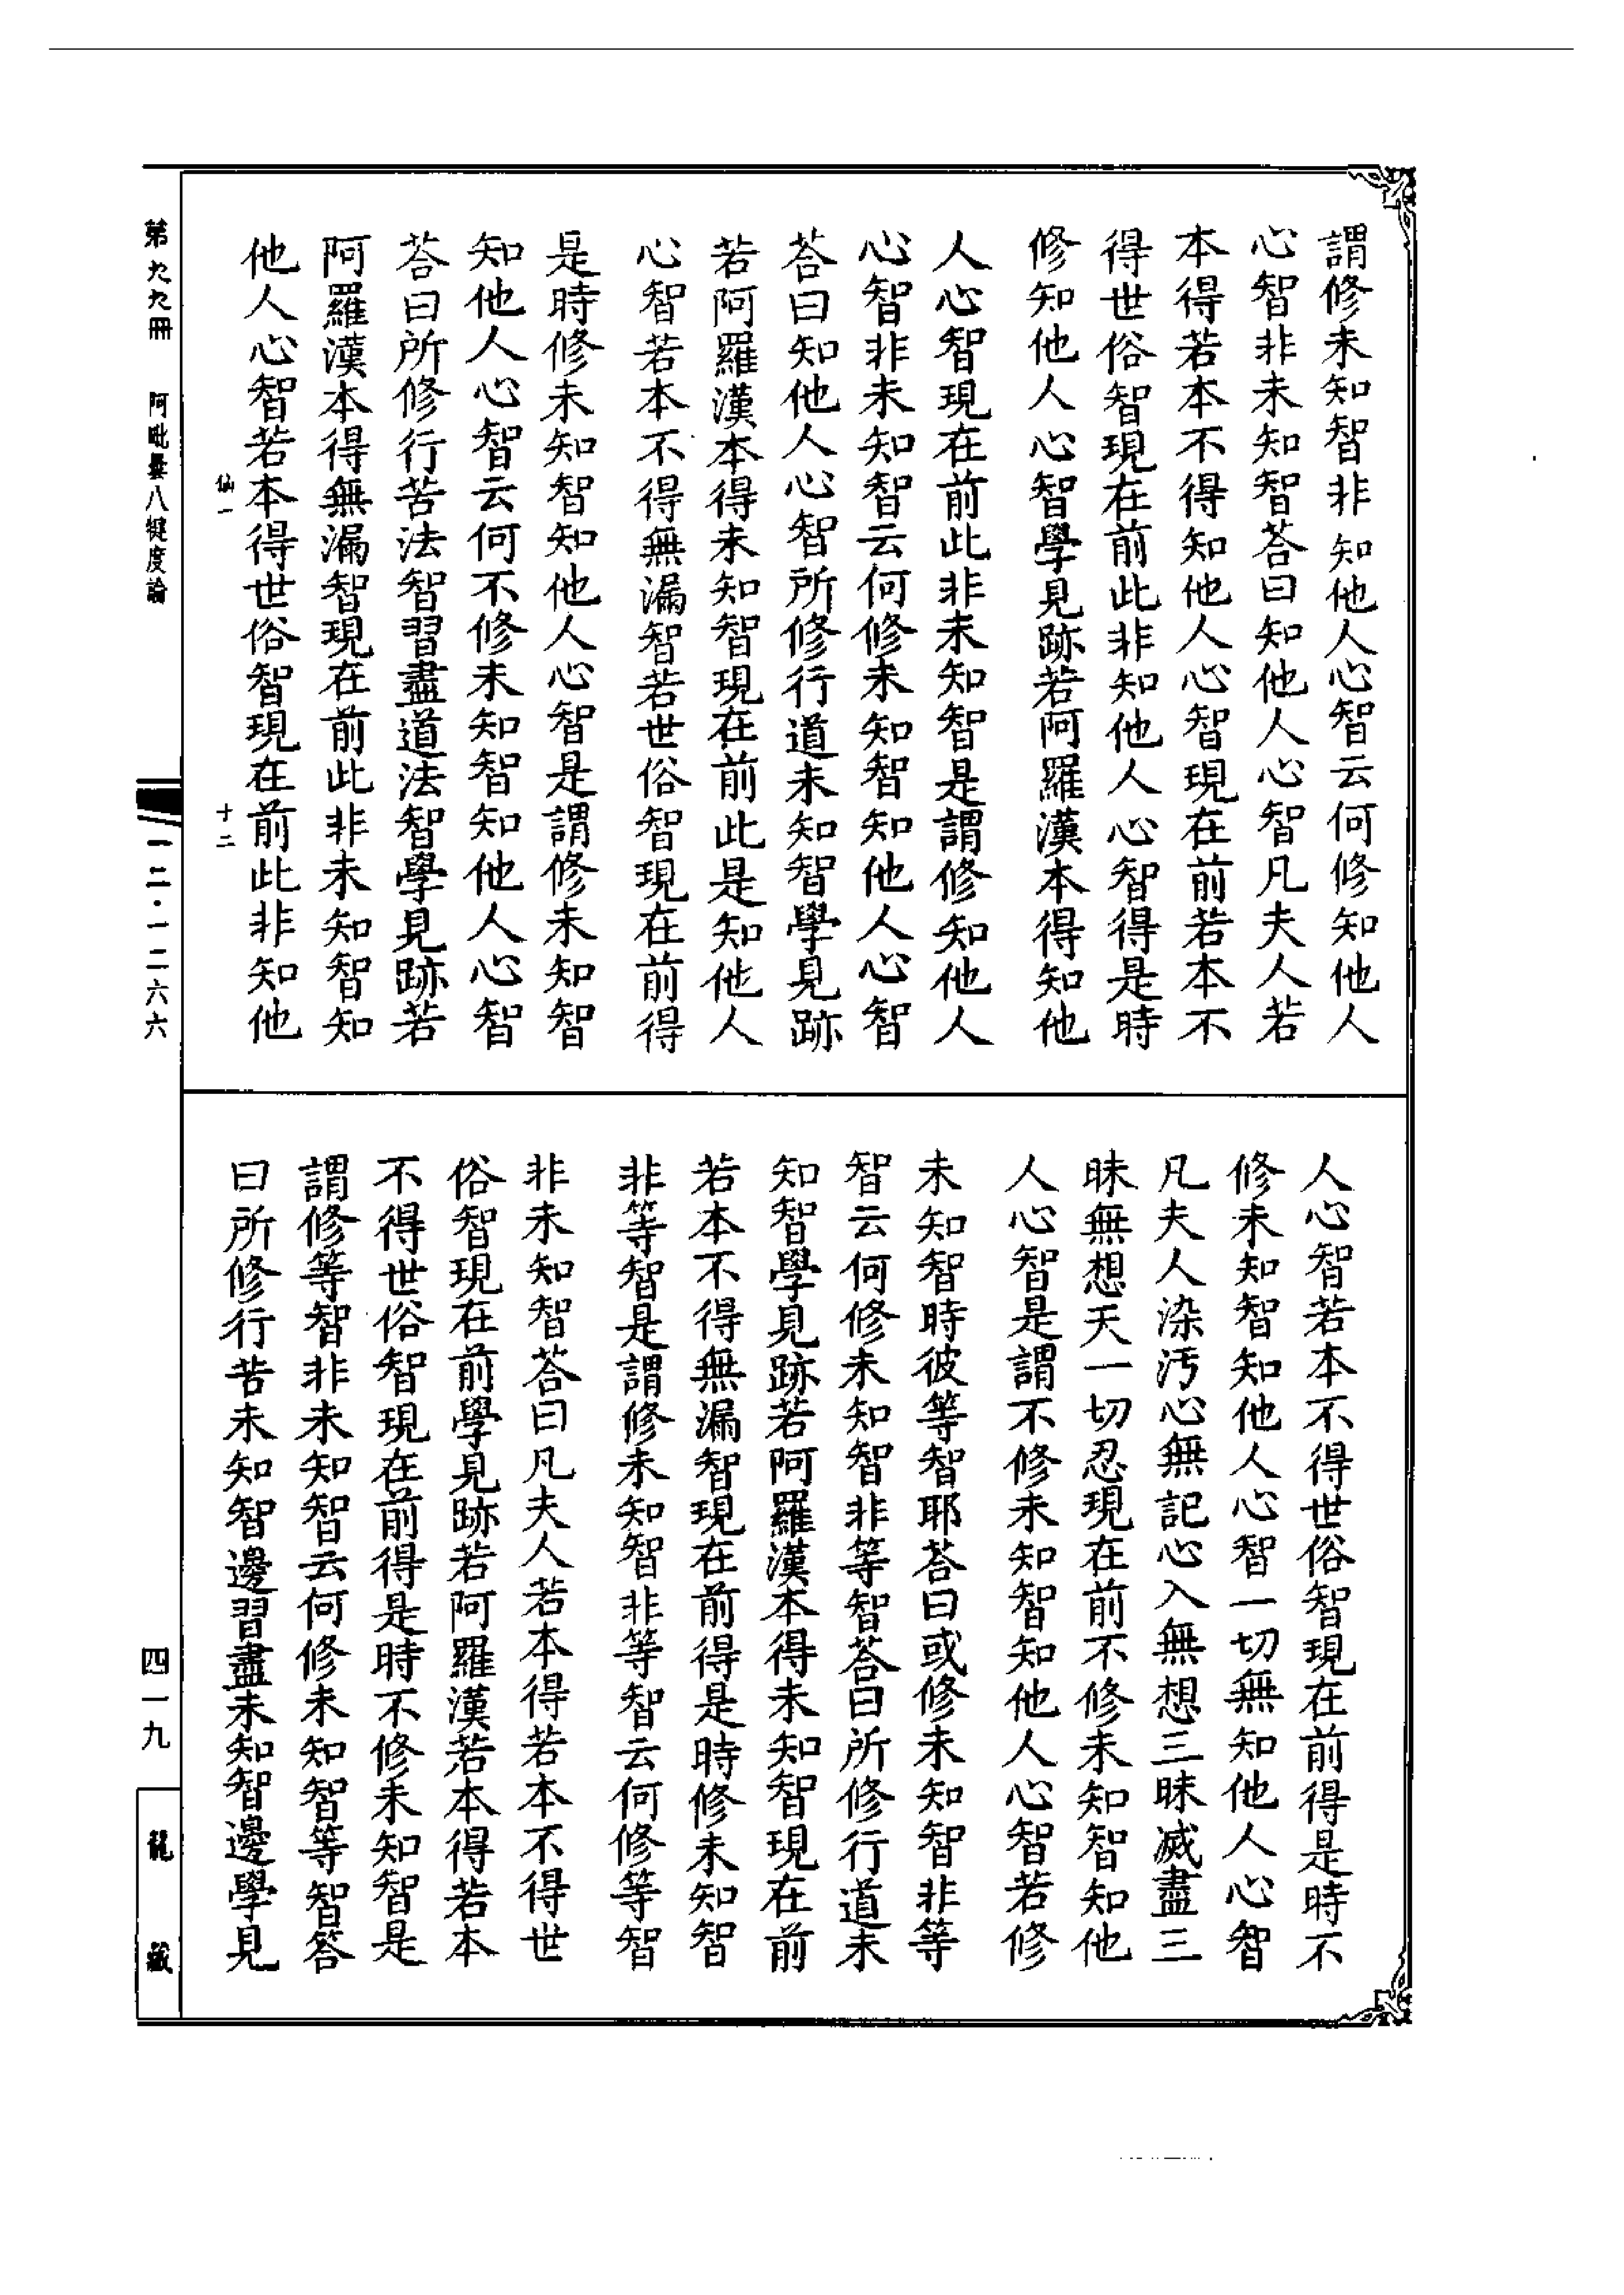 謂修未知智非知他人心智云何修知他人
心智非未知智荅曰知他人心智凡夫人若
本得若本不得知他人心智現在前若本不
得世俗智現在前此非知他人心智得是時
修知他人心智學見跡若阿羅漢本得知他
人心智現在前此非未知智是謂修知他人
心智非未知智云何修未知智知他人心智
荅曰知他人心智所修行道未知智學見跡
若阿羅漢本得未知智現在前此是知他人
心智若本不得無漏智若世俗智現在前得
是時修未知智知他人心智是謂修未知智
知他人心智云何不修未知智知他人心智
荅曰所修行苦法智習盡道法智學見跡若
阿羅漢本得無漏智現在前此非未知智知
他人心智若本得世俗智現在前此非知他
仙一
十二
人心智若本不得世俗智現在前得是時不
修未知智知他人心智一切無知他人心智
凡夫人染汚心無記心入無想三昧滅盡三
昧無想天一切忍現在前不修未知智知他
人心智是謂不修未知智知他人心智若修
未知智時彼等智耶荅曰或修未知智非等
智云何修未知智非等智荅曰所修行道未
知智學見跡若阿羅漢本得未知智現在前
若本不得無漏智現在前得是時修未知智
非等智是謂修未知智非等智云何修等智
非未知智荅曰凡夫人若本得若本不得世
俗智現在前學見跡若阿羅漢若本得若本
不得世俗智現在前得是時不修未知智是
謂修等智非未知智云何修未知智等智答
曰所修行苦未知智邊習盡未知智邊學見
第九九冊
阿毗曇八犍度論
一二·一二六六
四一九
龍藏